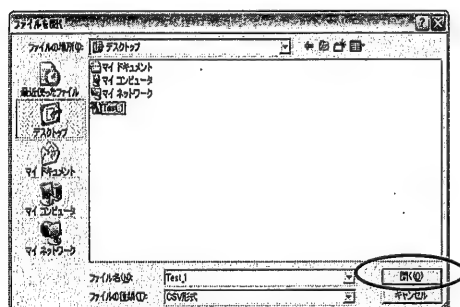 ファイルを開く
ファイルの場所(I):
デスクトップ
マイ ドキュメント
マイ コンピュータ
マイ ネットワーク
Test_1
最近使ったファイル
デスクトップ
マイ ドキュメント
マイ コンピュータ
マイ ネットワーク
ファイル名(N):
Test_1
開く(O)
ファイルの種類(T):
CSV形式
キャンセル